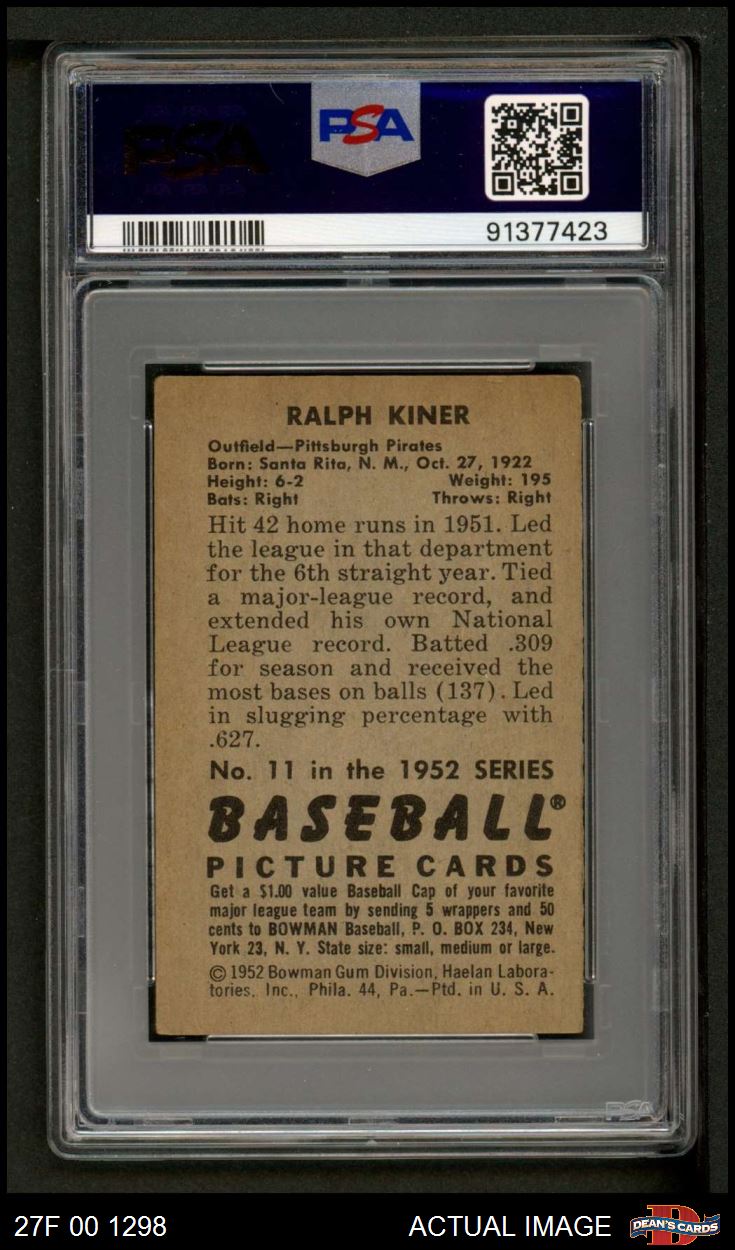 PSA
PSA
91377423
RALPH KINER
Outfield—Pittsburgh Pirates
Born: Santa Rita, N. M., Oct. 27, 1922
Height: 6-2 Weight: 195
Bats: Right Throws: Right
Hit 42 home runs in 1951. Led
the league in that department
for the 6th straight year. Tied
a major-league record, and
extended his own National
League record. Batted .309
for season and received the
most bases on balls (137). Led
in slugging percentage with
.627.
No. 11 in the 1952 SERIES
BASEBALL®
PICTURE CARDS
Get a $1.00 value Baseball Cap of your favorite
major league team by sending 5 wrappers and 50
cents to BOWMAN Baseball, P. O. BOX 234, New
York 23, N. Y. State size: small, medium or large.
© 1952 Bowman Gum Division, Haelan Labora-
tories, Inc., Phila. 44, Pa.—Ptd. in U. S. A.
PSA
27F 00 1298
ACTUAL IMAGE
D
DEAN'S CARDS